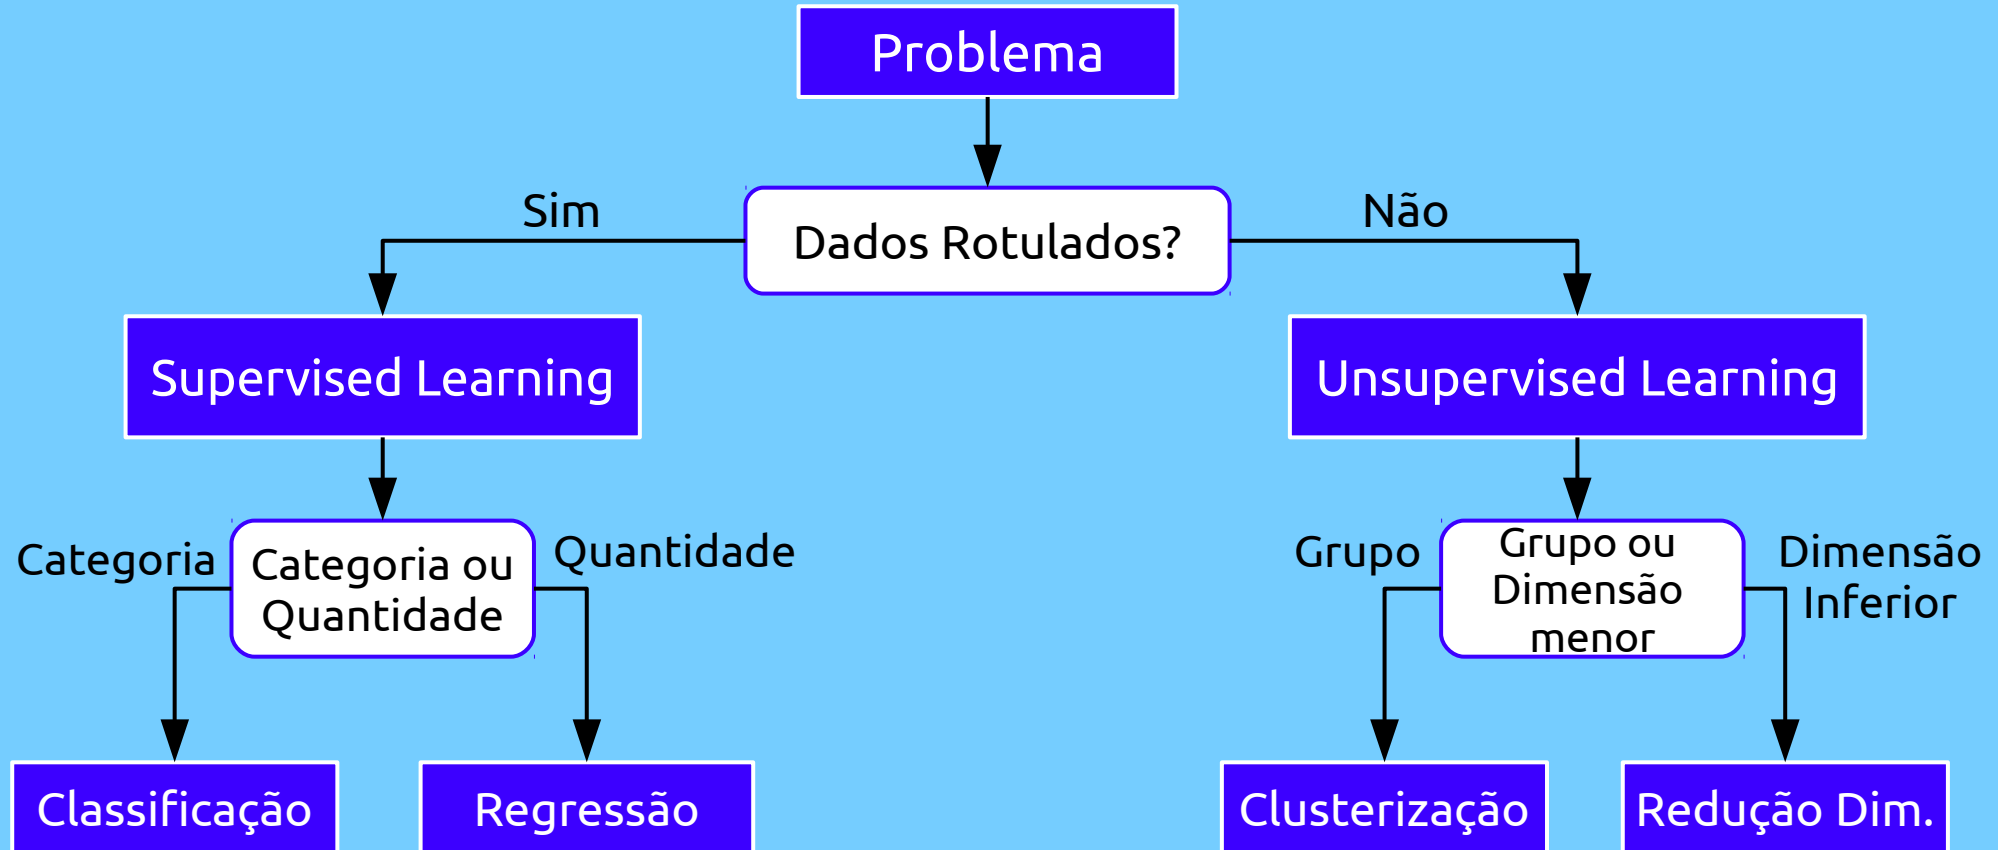 Problema
Sim
Não
Dados Rotulados?
Supervised Learning
Unsupervised Learning
Categoria
Categoria ou
Quantidade
Quantidade
Grupo
Grupo ou
Dimensão
menor
Dimensão
Inferior
Classificação
Regressão
Clusterização
Redução Dim.